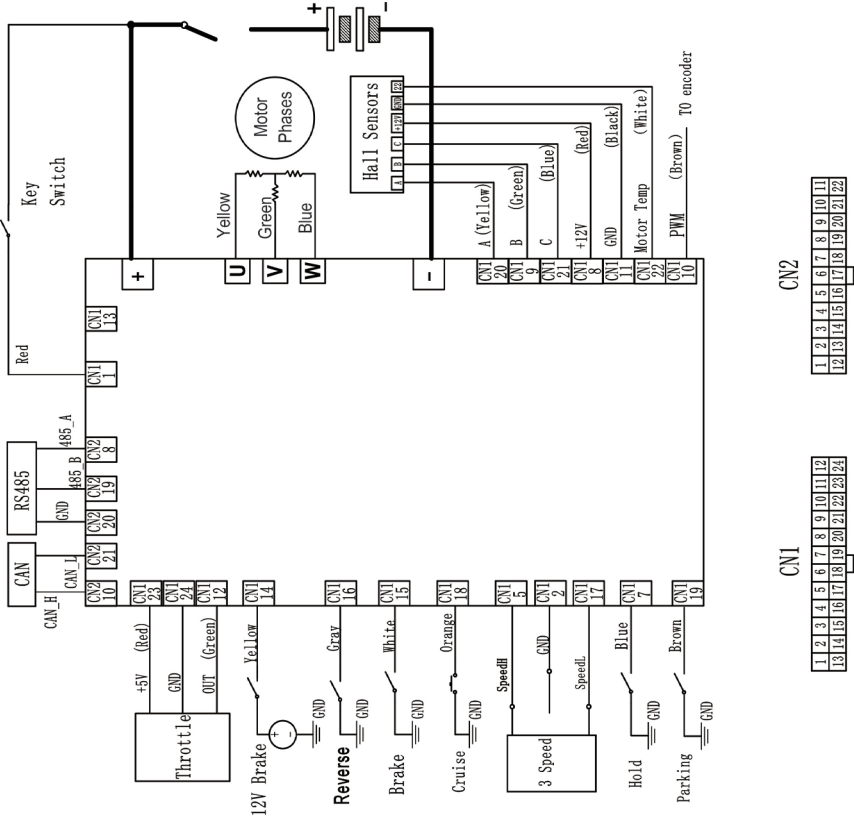 Key
Switch
Red
+
-
Motor
Phases
Yellow
Green
Blue
Hall Sensors
A
B
C
+12V
GND
22
A (Yellow)
B (Green)
C (Blue)
+12V (Red)
GND (Black)
Motor Temp (White)
PWM (Brown)
TO encoder
+
U
V
W
-
CN1 20
CN1 9
CN1 21
CN1 8
CN1 11
CN1 22
CN1 10
CN1 13
CN1 1
RS485
485_A
485_B
GND
CN2 8
CN2 19
CN2 20
CAN
CAN_L
CAN_H
CN2 21
CN2 10
CN1 23
CN1 24
CN1 12
CN1 14
CN1 16
CN1 15
CN1 18
CN1 5
CN1 2
CN1 17
CN1 7
CN1 19
+5V (Red)
GND
OUT (Green)
Throttle
Yellow
+
-
GND
12V Brake
Gray
GND
Reverse
White
GND
Brake
Orange
GND
Cruise
SpeedH
GND
SpeedL
3 Speed
Blue
GND
Hold
Brown
GND
Parking
CN1
1 2 3 4 5 6 7 8 9 10 11 12
13 14 15 16 17 18 19 20 21 22 23 24
CN2
1 2 3 4 5 6 7 8 9 10 11
12 13 14 15 16 17 18 19 20 21 22